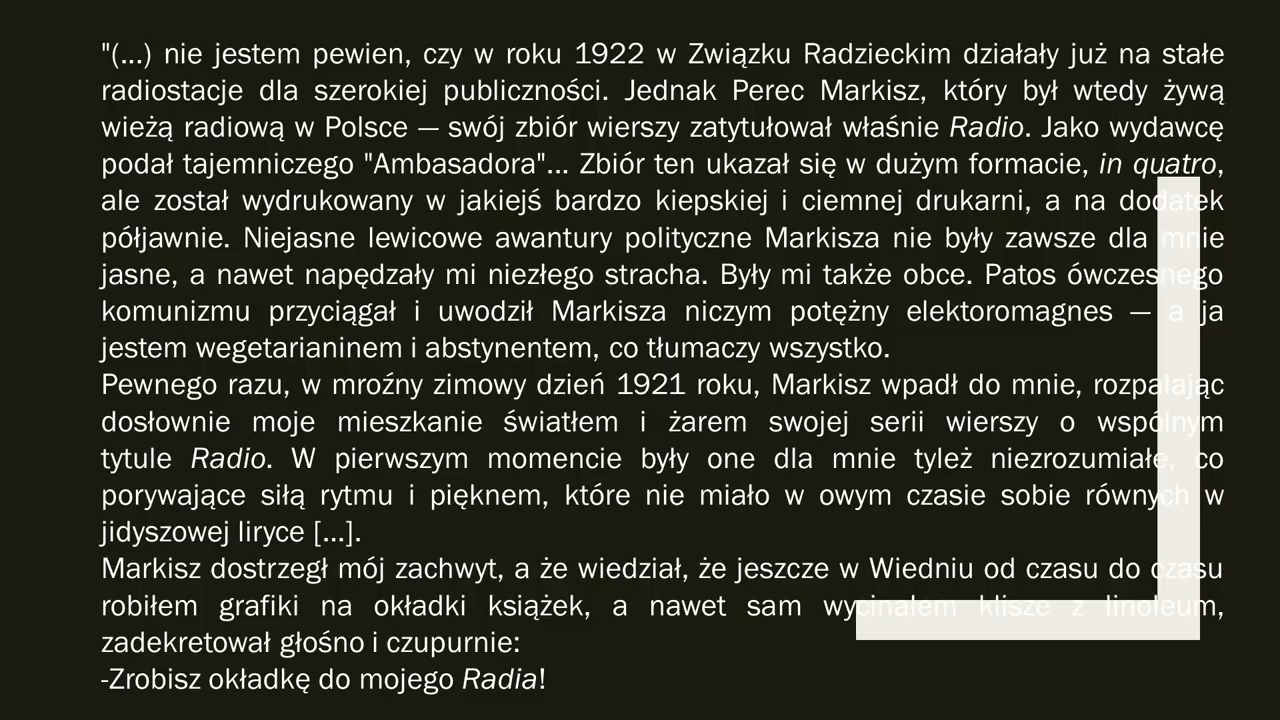 "(...) nie jestem pewien, czy w roku 1922 w Związku Radzieckim działały już na stałe
radiostacje dla szerokiej publiczności. Jednak Perec Markisz, który był wtedy żywą
wieżą radiową w Polsce — swój zbiór wierszy zatytułował właśnie Radio. Jako wydawcę
podał tajemniczego "Ambasadora"... Zbiór ten ukazał się w dużym formacie, in quatro,
ale został wydrukowany w jakiejś bardzo kiepskiej i ciemnej drukarni, a na dodatek
półjawnie. Niejasne lewicowe awantury polityczne Markisza nie były zawsze dla mnie
jasne, a nawet napędzały mi niezłego stracha. Były mi także obce. Patos ówczesnego
komunizmu przyciągał i uwodził Markisza niczym potężny elektoromagnes — a ja
jestem wegetarianinem i abstynentem, co tłumaczy wszystko.
Pewnego razu, w mroźny zimowy dzień 1921 roku, Markisz wpadł do mnie, rozpalając
dosłownie moje mieszkanie światłem i żarem swojej serii wierszy o wspólnym
tytule Radio. W pierwszym momencie były one dla mnie tyleż niezrozumiałe, co
porywające siłą rytmu i pięknem, które nie miało w owym czasie sobie równych w
jidyszowej liryce [...].
Markisz dostrzegł mój zachwyt, a że wiedział, że jeszcze w Wiedniu od czasu do czasu
robiłem grafiki na okładki książek, a nawet sam wycinałem klisze z linoleum,
zadekretował głośno i czupurnie:
-Zrobisz okładkę do mojego Radia!